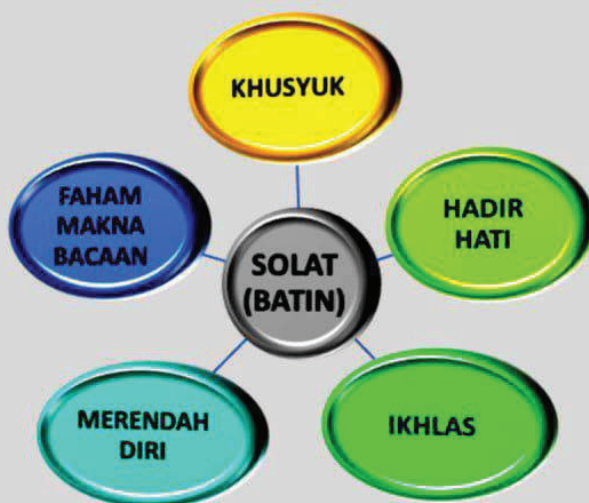 KHUSYUK
FAHAM
MAKNA
BACAAN
HADIR
HATI
SOLAT
(BATIN)
MERENDAH
DIRI
IKHLAS